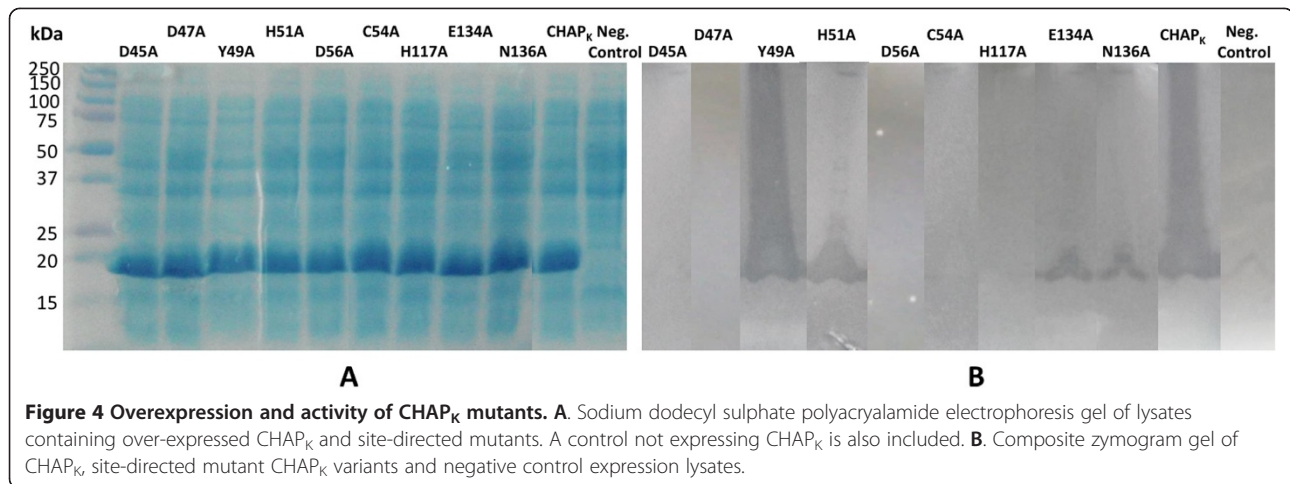 kDa D47A H51A C54A E134A CHAPK Neg.
D45A Y49A D56A H117A N136A Control
250
150
100
75
50
37
25
20
15
A
D47A H51A C54A E134A CHAPK Neg.
D45A Y49A D56A H117A N136A Control
B
Figure 4 Overexpression and activity of CHAPK mutants. A. Sodium dodecyl sulphate polyacryalamide electrophoresis gel of lysates
containing over-expressed CHAPK and site-directed mutants. A control not expressing CHAPK is also included. B. Composite zymogram gel of
CHAPK, site-directed mutant CHAPK variants and negative control expression lysates.